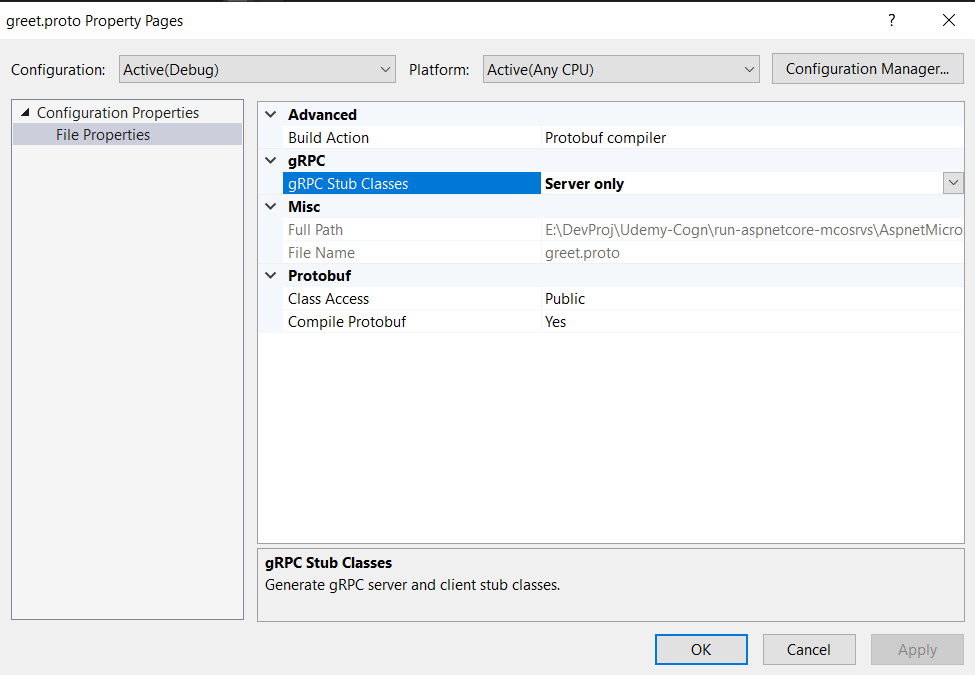 greet.proto Property Pages ?
Configuration: Active(Debug) Platform: Active(Any CPU) Configuration Manager...
Configuration Properties
File Properties
Advanced
Build Action Protobuf compiler
gRPC
gRPC Stub Classes Server only
Misc
Full Path E:\DevProj\Udemy-Cogn\run-aspnetcore-mcosrvs\AspnetMicros
File Name greet.proto
Protobuf
Class Access Public
Compile Protobuf Yes
gRPC Stub Classes
Generate gRPC server and client stub classes.
OK Cancel Apply